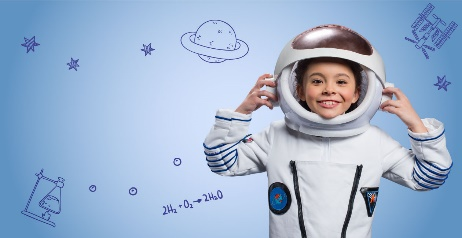 2H₂ + O₂ → 2H₂O